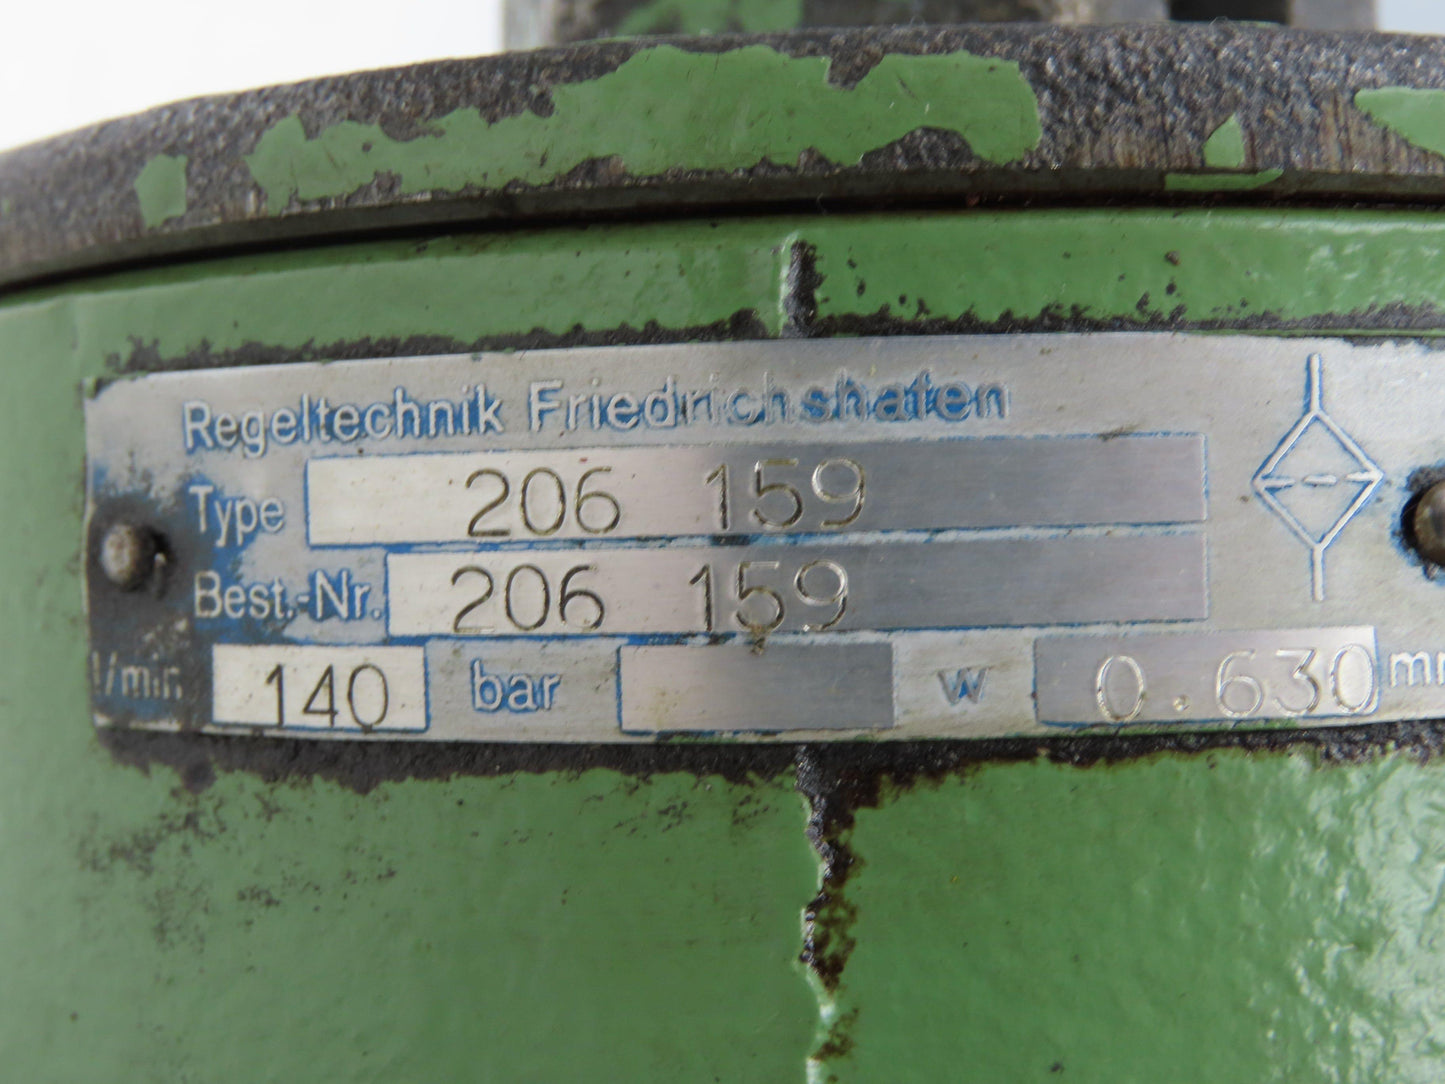 Regeltechnik Friedrichshafen
Type 206 159
Best.-Nr. 206 159
l/min 140 bar w 0.630 mm